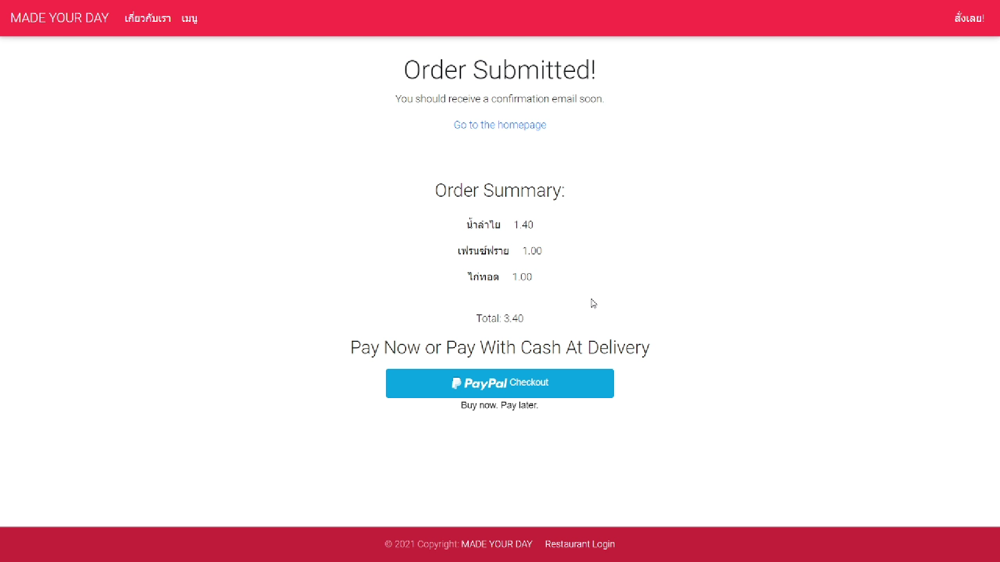 MADE YOUR DAY เกี่ยวกับเรา เมนู สั่งเลย!
Order Submitted!
You should receive a confirmation email soon.
Go to the homepage
Order Summary:
น้ำลำไย 1.40
เฟรนช์ฟราย 1.00
ไก่ทอด 1.00
Total: 3.40
Pay Now or Pay With Cash At Delivery
PayPal Checkout
Buy now. Pay later.
© 2021 Copyright: MADE YOUR DAY Restaurant Login